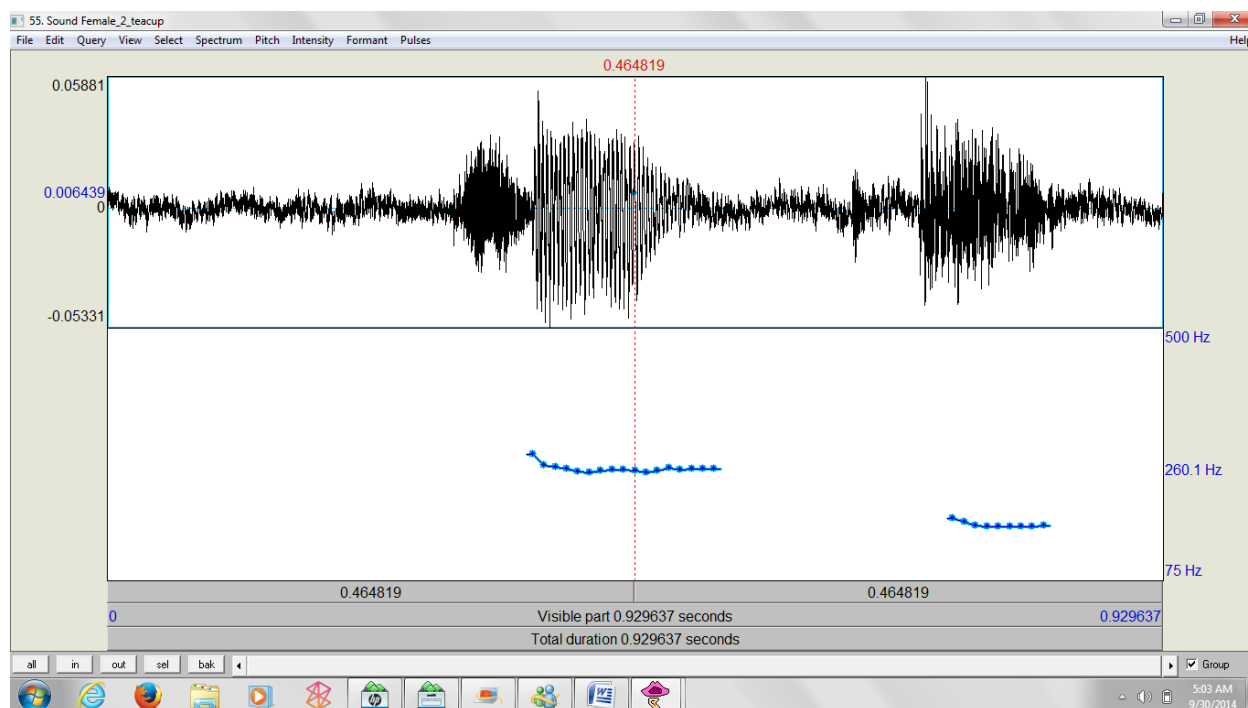 55. Sound Female_2_teacup
File Edit Query View Select Spectrum Pitch Intensity Formant Pulses Help
0.464819
0.05881
0.006439
0
-0.05331
500 Hz
260.1 Hz
75 Hz
0.464819 0.464819
0 Visible part 0.929637 seconds 0.929637
Total duration 0.929637 seconds
all in out sel bak Group
hp W
5:03 AM
9/30/2014